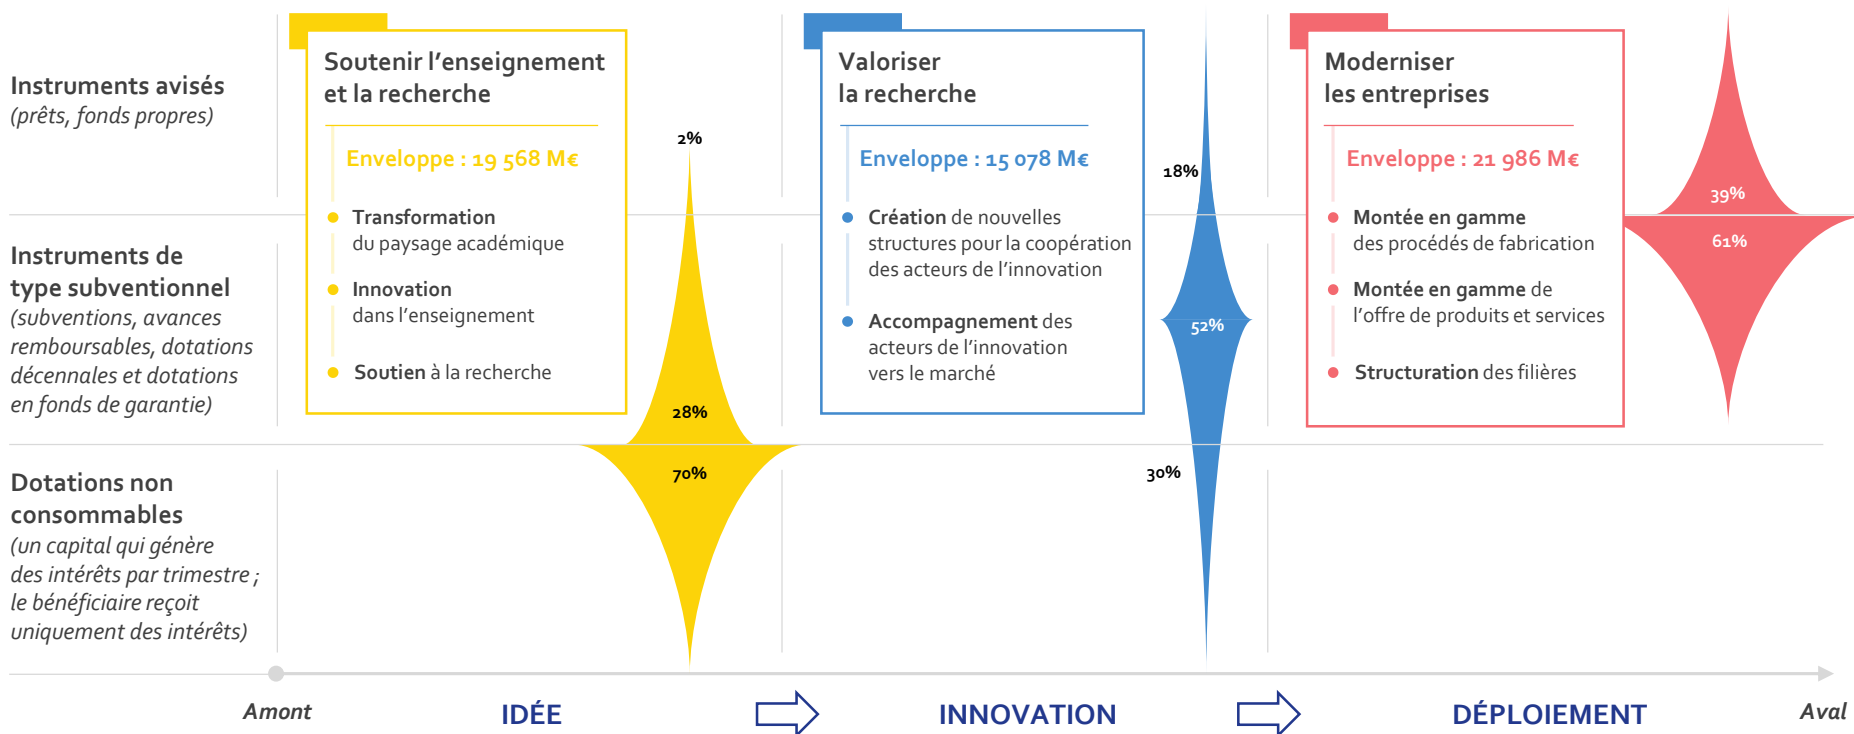 Instruments avisés
(prêts, fonds propres)
Instruments de
type subventionnel
(subventions, avances
remboursables, dotations
décennales et dotations
en fonds de garantie)
Dotations non
consommables
(un capital qui génère
des intérêts par trimestre ;
le bénéficiaire reçoit
uniquement des intérêts)
Soutenir l’enseignement
et la recherche
Enveloppe : 19 568 M€
Transformation
du paysage académique
Innovation
dans l’enseignement
Soutien à la recherche
2%
28%
70%
Valoriser
la recherche
Enveloppe : 15 078 M€
Création de nouvelles
structures pour la coopération
des acteurs de l’innovation
Accompagnement des
acteurs de l’innovation
vers le marché
18%
52%
30%
Moderniser
les entreprises
Enveloppe : 21 986 M€
Montée en gamme
des procédés de fabrication
Montée en gamme de
l’offre de produits et services
Structuration des filières
39%
61%
Amont
IDÉE
INNOVATION
DÉPLOIEMENT
Aval